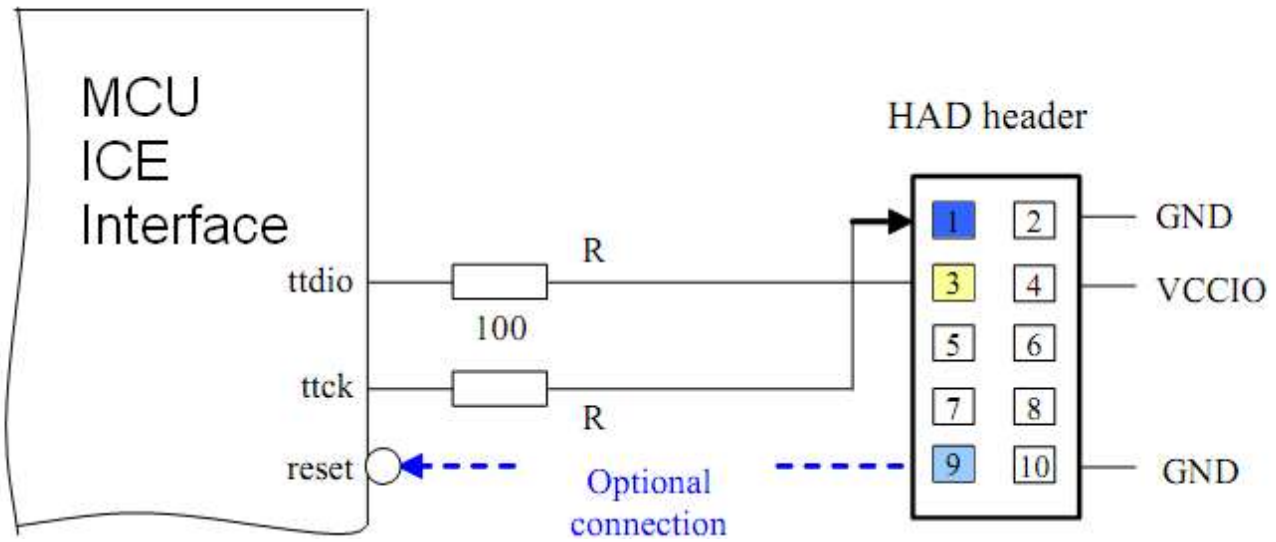 MCU
ICE
Interface
HAD header
1 2 GND
R
ttdio 3 4 VCCIO
100
5 6
ttck
R
7 8
reset 9 10 GND
Optional
connection